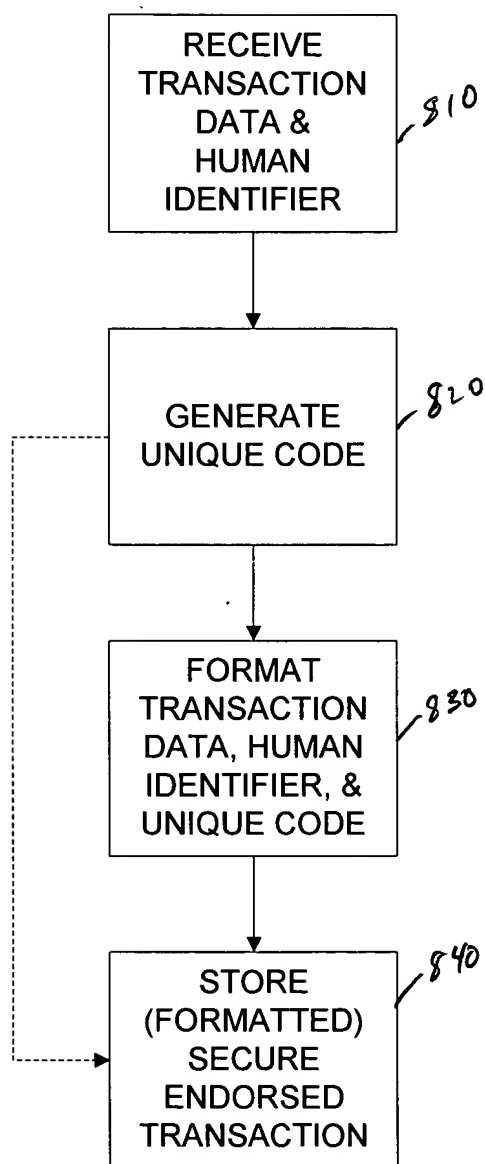 RECEIVE
TRANSACTION
DATA &
HUMAN
IDENTIFIER
810
GENERATE
UNIQUE CODE
820
FORMAT
TRANSACTION
DATA, HUMAN
IDENTIFIER, &
UNIQUE CODE
830
STORE
(FORMATTED)
SECURE
ENDORSED
TRANSACTION
840